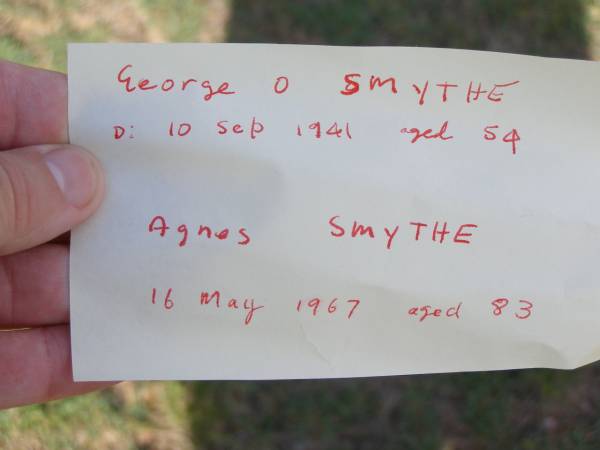 George O SMYTHE
D: 10 Sep 1941 aged 54
Agnes SMYTHE
16 May 1967 aged 83